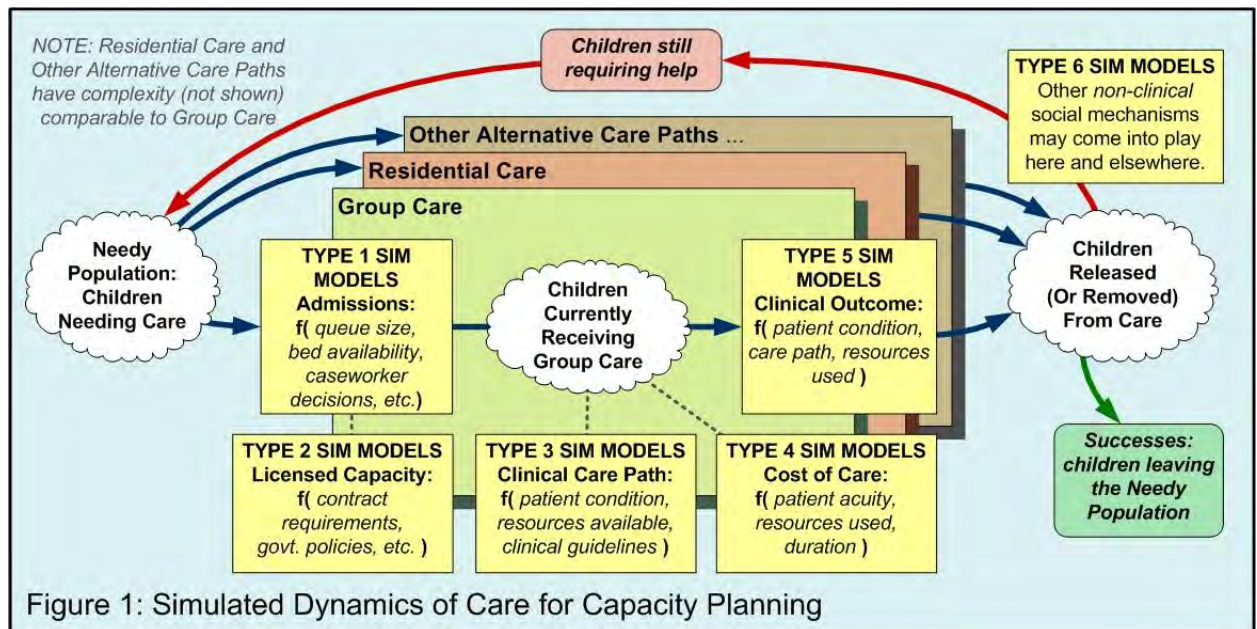 NOTE: Residential Care and
Other Alternative Care Paths
have complexity (not shown)
comparable to Group Care
Children still
requiring help
TYPE 6 SIM MODELS
Other non-clinical
social mechanisms
may come into play
here and elsewhere.
Other Alternative Care Paths ...
Residential Care
Group Care
Needy
Population:
Children
Needing Care
TYPE 1 SIM
MODELS
Admissions:
f( queue size,
bed availability,
caseworker
decisions, etc.)
Children
Currently
Receiving
Group Care
TYPE 5 SIM
MODELS
Clinical Outcome:
f( patient condition,
care path, resources
used )
Children
Released
(Or Removed)
From Care
TYPE 2 SIM MODELS
Licensed Capacity:
f( contract
requirements,
govt. policies, etc. )
TYPE 3 SIM MODELS
Clinical Care Path:
f( patient condition,
resources available,
clinical guidelines )
TYPE 4 SIM MODELS
Cost of Care:
f( patient acuity,
resources used,
duration )
Successes:
children leaving
the Needy
Population
Figure 1: Simulated Dynamics of Care for Capacity Planning